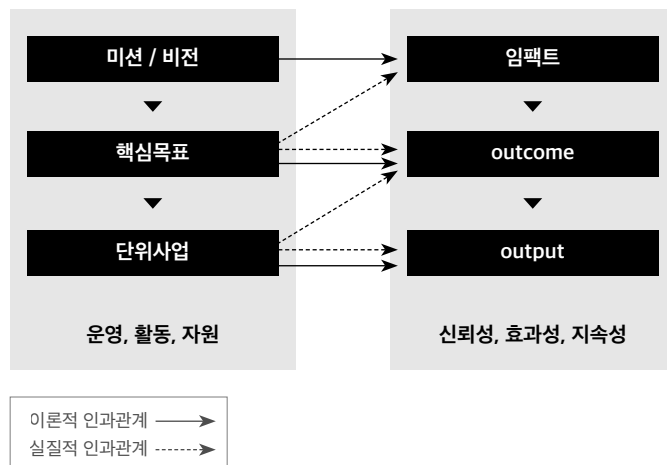 미션 / 비전
임팩트
핵심목표
outcome
단위사업
output
운영, 활동, 자원
신뢰성, 효과성, 지속성
이론적 인과관계
실질적 인과관계